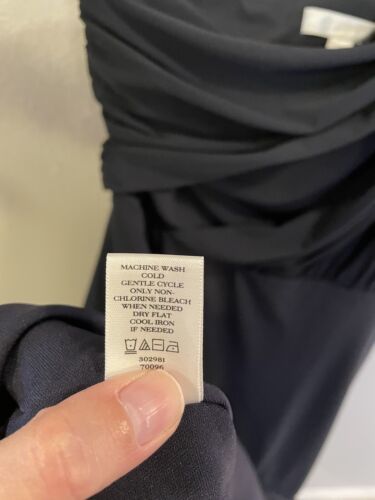 MACHINE WASH
COLD
GENTLE CYCLE
ONLY NON-
CHLORINE BLEACH
WHEN NEEDED
DRY FLAT
COOL IRON
IF NEEDED
302981
70096